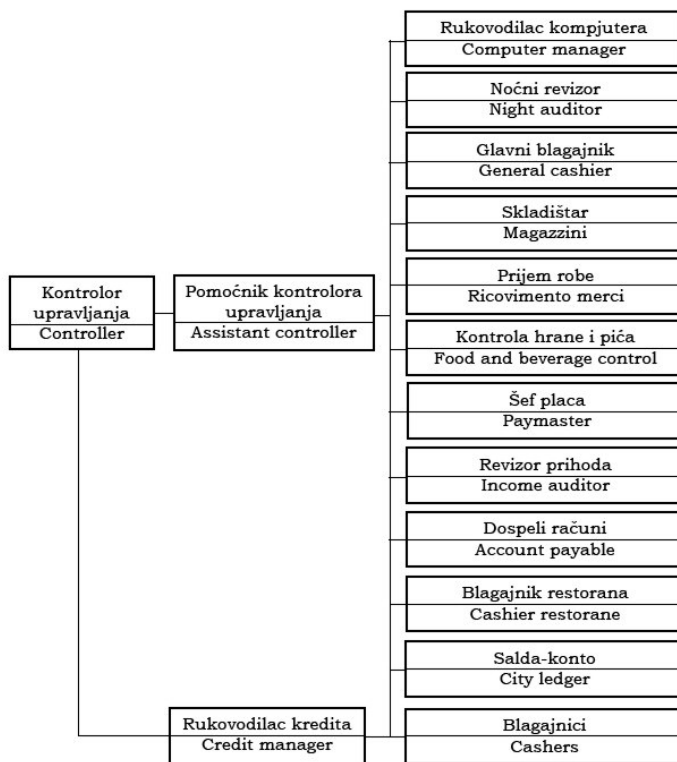 Rukovodilac kompjutera
Computer manager
Noćni revizor
Night auditor
Glavni blagajnik
General cashier
Skladištar
Magazzini
Kontrolor
upravljanja
Controller
Pomoćnik kontrolora
upravljanja
Assistant controller
Prijem robe
Ricovimento merci
Kontrola hrane i pića
Food and beverage control
Šef placa
Paymaster
Revizor prihoda
Income auditor
Dospeli računi
Account payable
Blagajnik restorana
Cashier restorane
Salda-konto
City ledger
Rukovodilac kredita
Credit manager
Blagajnici
Cashers